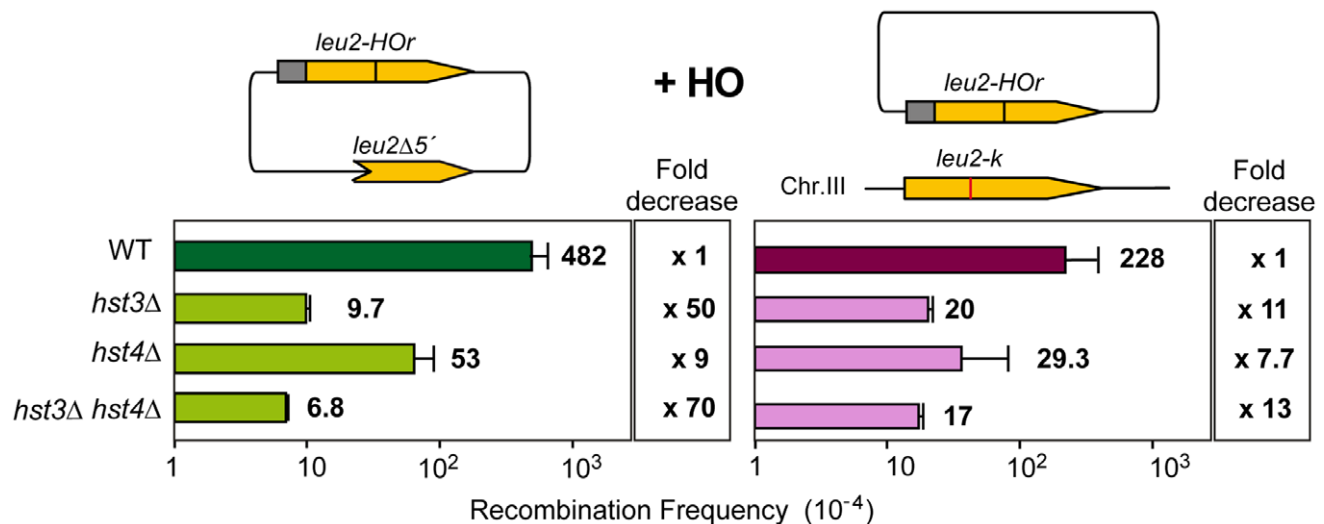 leu2-HOr
leu2Δ5´
+ HO
leu2-HOr
leu2-k
Chr.III
Fold
decrease
Fold
decrease
WT 482 x 1 228 x 1
hst3Δ 9.7 x 50 20 x 11
hst4Δ 53 x 9 29.3 x 7.7
hst3Δ hst4Δ 6.8 x 70 17 x 13
1 10 10² 10³ 1 10 10² 10³
Recombination Frequency (10⁻⁴)